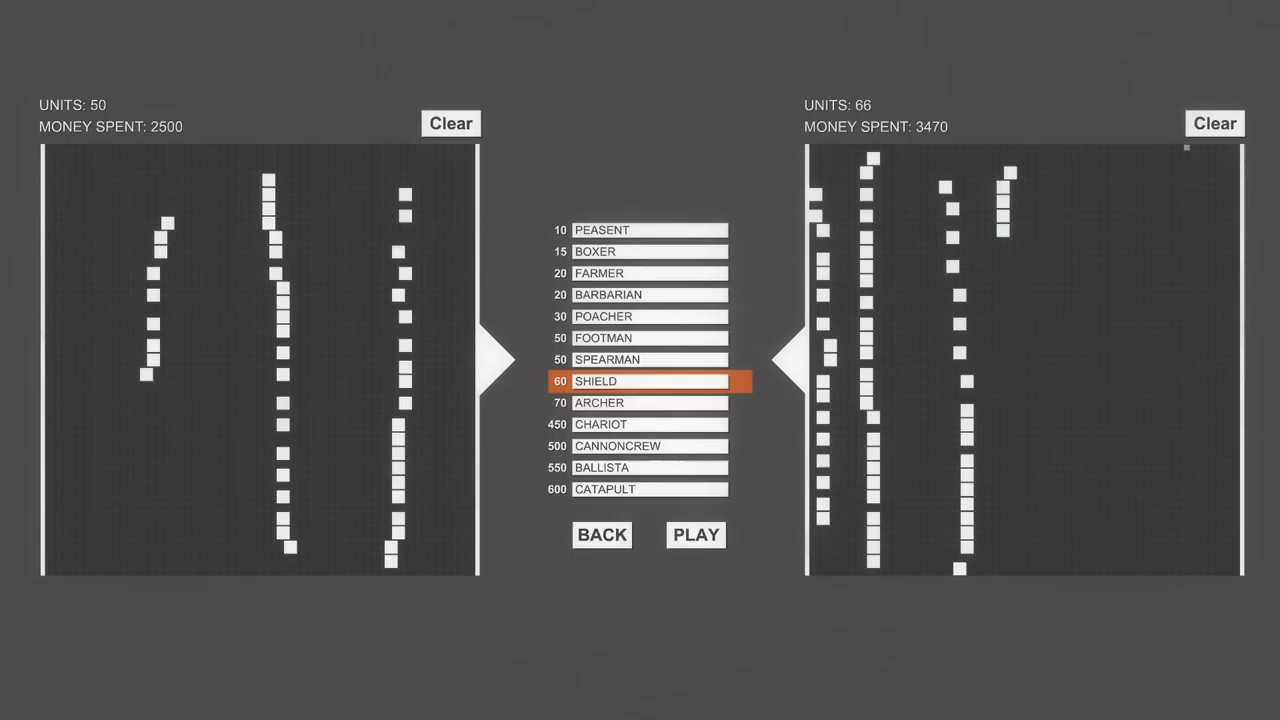 UNITS: 50
MONEY SPENT: 2500
Clear
UNITS: 66
MONEY SPENT: 3470
Clear
10 PEASENT
15 BOXER
20 FARMER
20 BARBARIAN
30 POACHER
50 FOOTMAN
50 SPEARMAN
60 SHIELD
70 ARCHER
450 CHARIOT
500 CANNONCREW
550 BALLISTA
600 CATAPULT
BACK PLAY